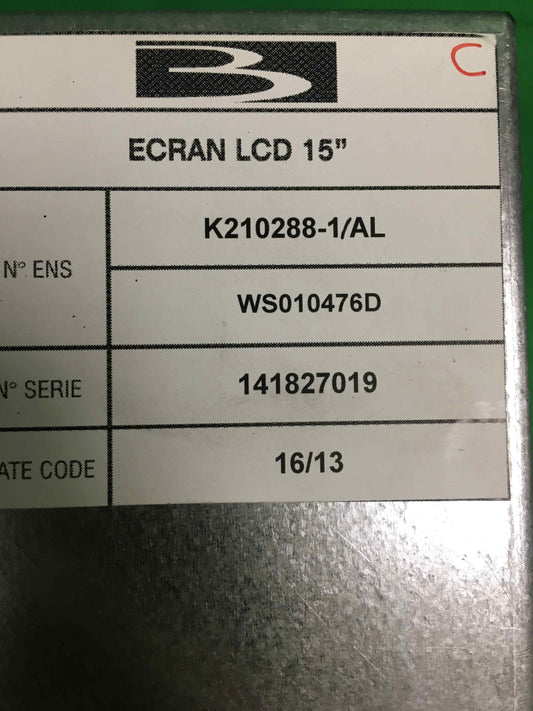 C
ECRAN LCD 15"
N° ENS
K210288-1/AL
WS010476D
N° SERIE
141827019
ATE CODE
16/13